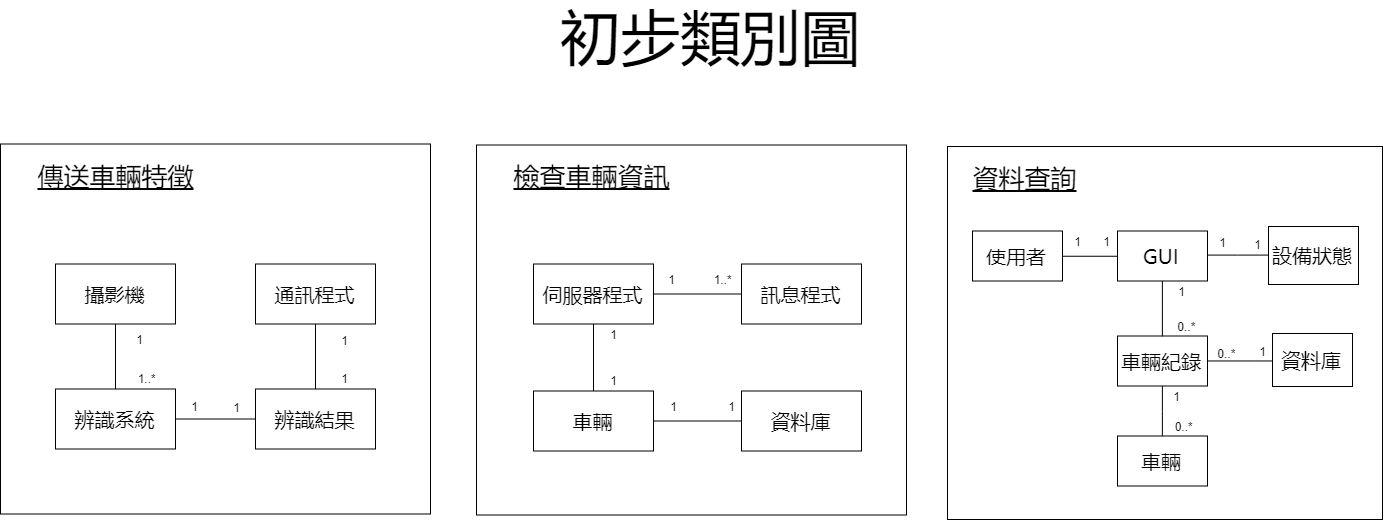 初步類別圖
傳送車輛特徵
攝影機
通訊程式
1
1
1..*
1
辨識系統
1
1
辨識結果
檢查車輛資訊
伺服器程式
1
1..*
訊息程式
1
1
車輛
1
1
資料庫
資料查詢
使用者
1
1
GUI
1
1
設備狀態
1
0..*
車輛紀錄
0..*
1
資料庫
1
0..*
車輛